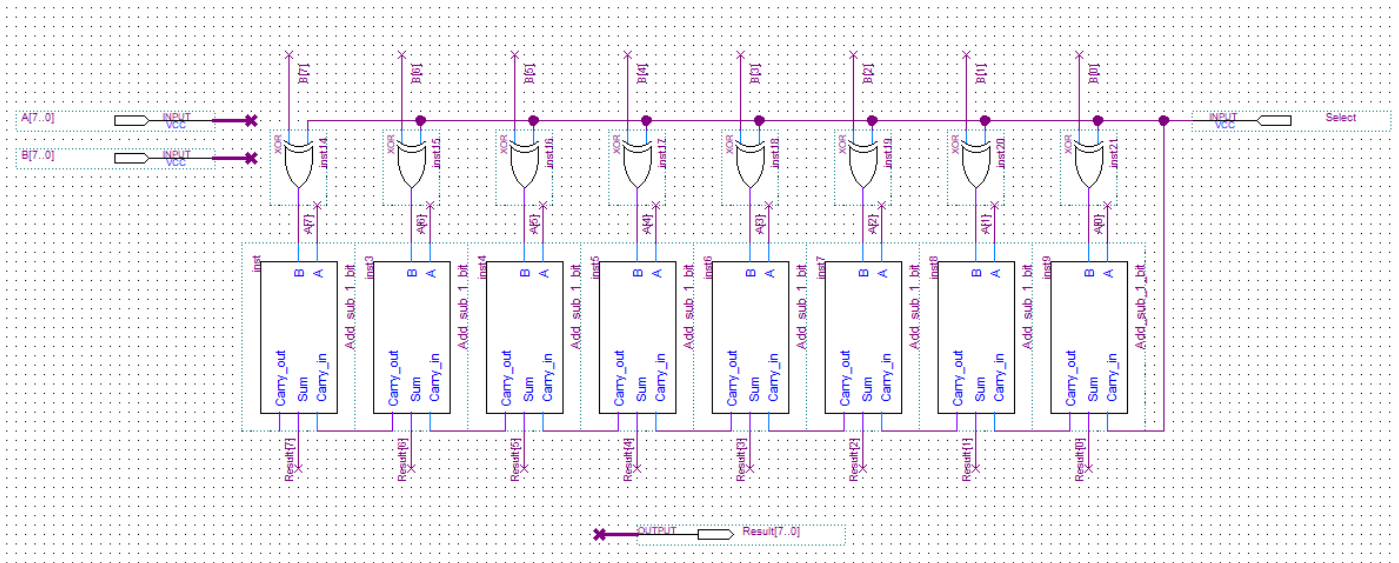 B[7] B[6] B[5] B[4] B[3] B[2] B[1] B[0]
A[7..0] INPUT VCC
INPUT VCC Select
B[7..0] INPUT VCC
XOR inst14 XOR inst15 XOR inst16 XOR inst17 XOR inst18 XOR inst19 XOR inst20 XOR inst21
A[7] A[6] A[5] A[4] A[3] A[2] A[1] A[0]
inst inst3 inst4 inst5 inst6 inst7 inst8 inst9
B A B A B A B A B A B A B A B A
Add_sub_1_bit Add_sub_1_bit Add_sub_1_bit Add_sub_1_bit Add_sub_1_bit Add_sub_1_bit Add_sub_1_bit Add_sub_1_bit
Carry_out Sum Carry_in Carry_out Sum Carry_in Carry_out Sum Carry_in Carry_out Sum Carry_in Carry_out Sum Carry_in Carry_out Sum Carry_in Carry_out Sum Carry_in Carry_out Sum Carry_in
Result[7] Result[6] Result[5] Result[4] Result[3] Result[2] Result[1] Result[0]
OUTPUT Result[7..0]